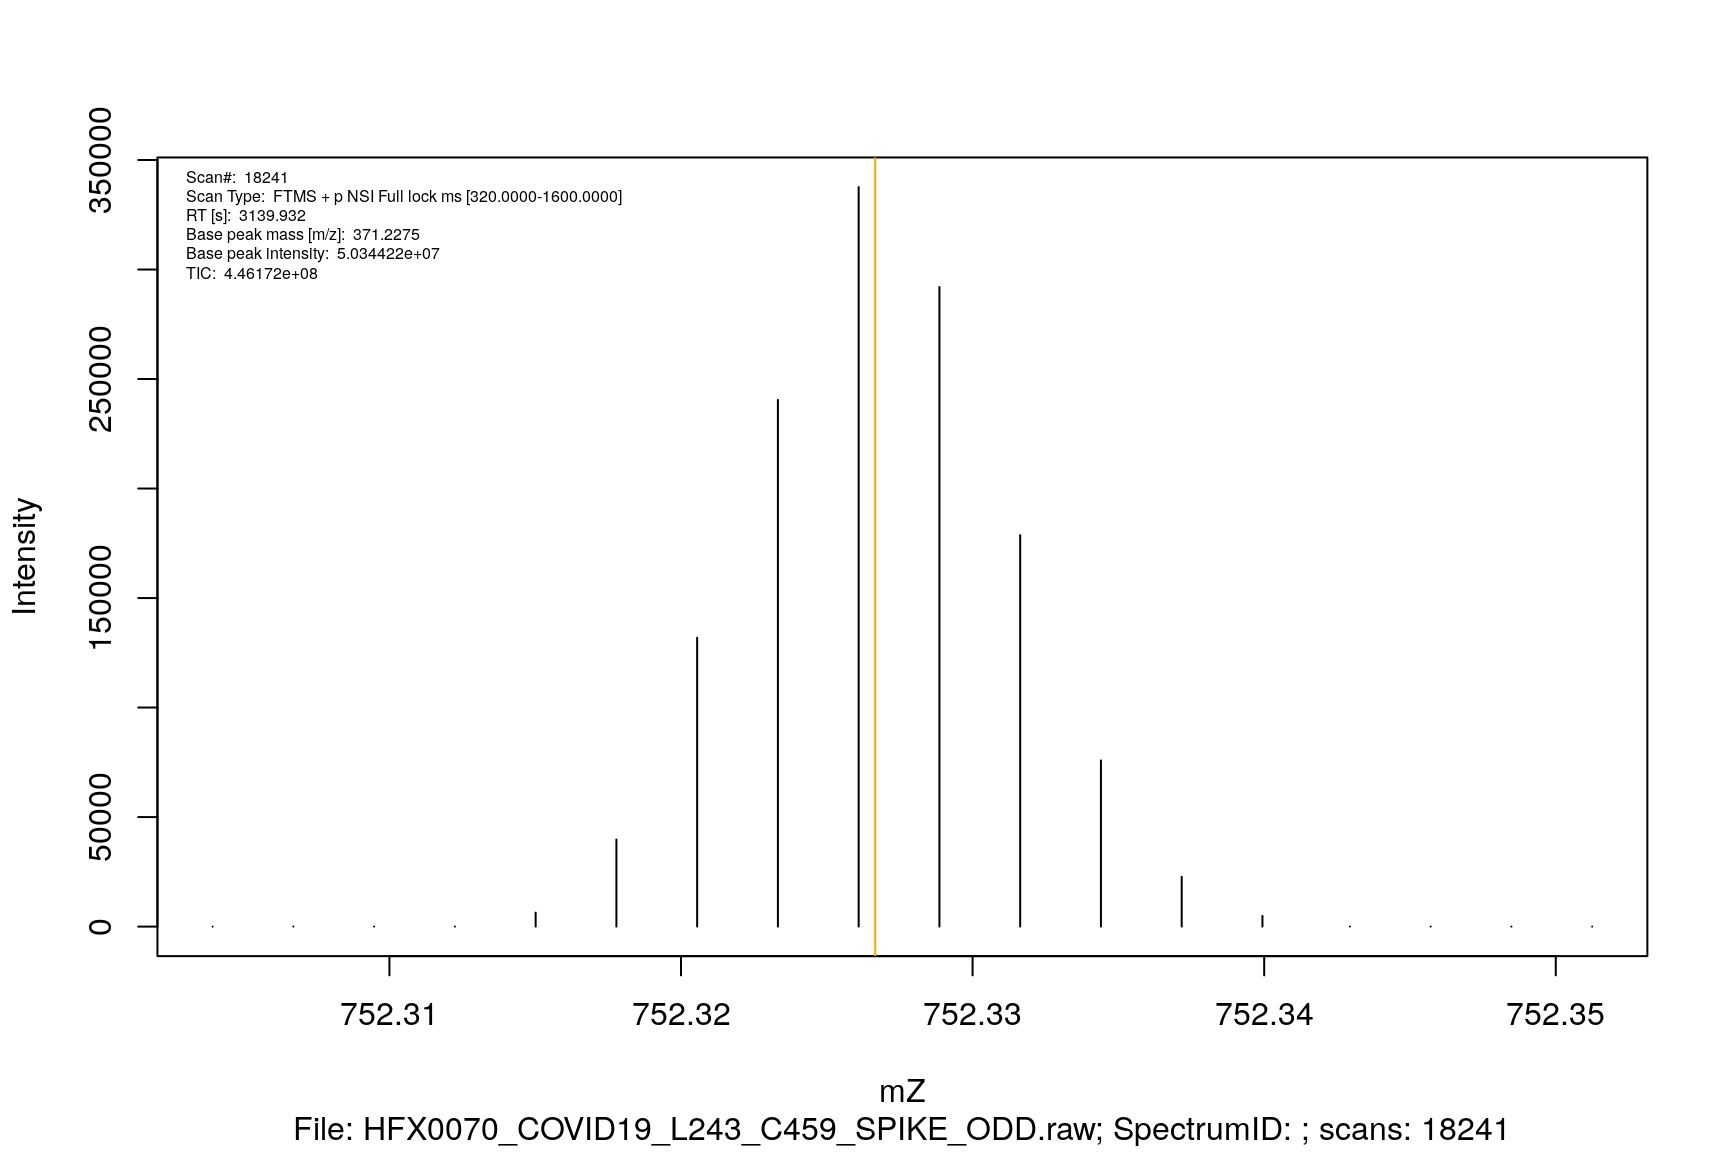 350000
250000
150000
50000
0
Intensity
Scan#: 18241
Scan Type: FTMS + p NSI Full lock ms [320.0000-1600.0000]
RT [s]: 3139.932
Base peak mass [m/z]: 371.2275
Base peak intensity: 5.034422e+07
TIC: 4.46172e+08
752.31 752.32 752.33 752.34 752.35
mZ
File: HFX0070_COVID19_L243_C459_SPIKE_ODD.raw; SpectrumID: ; scans: 18241